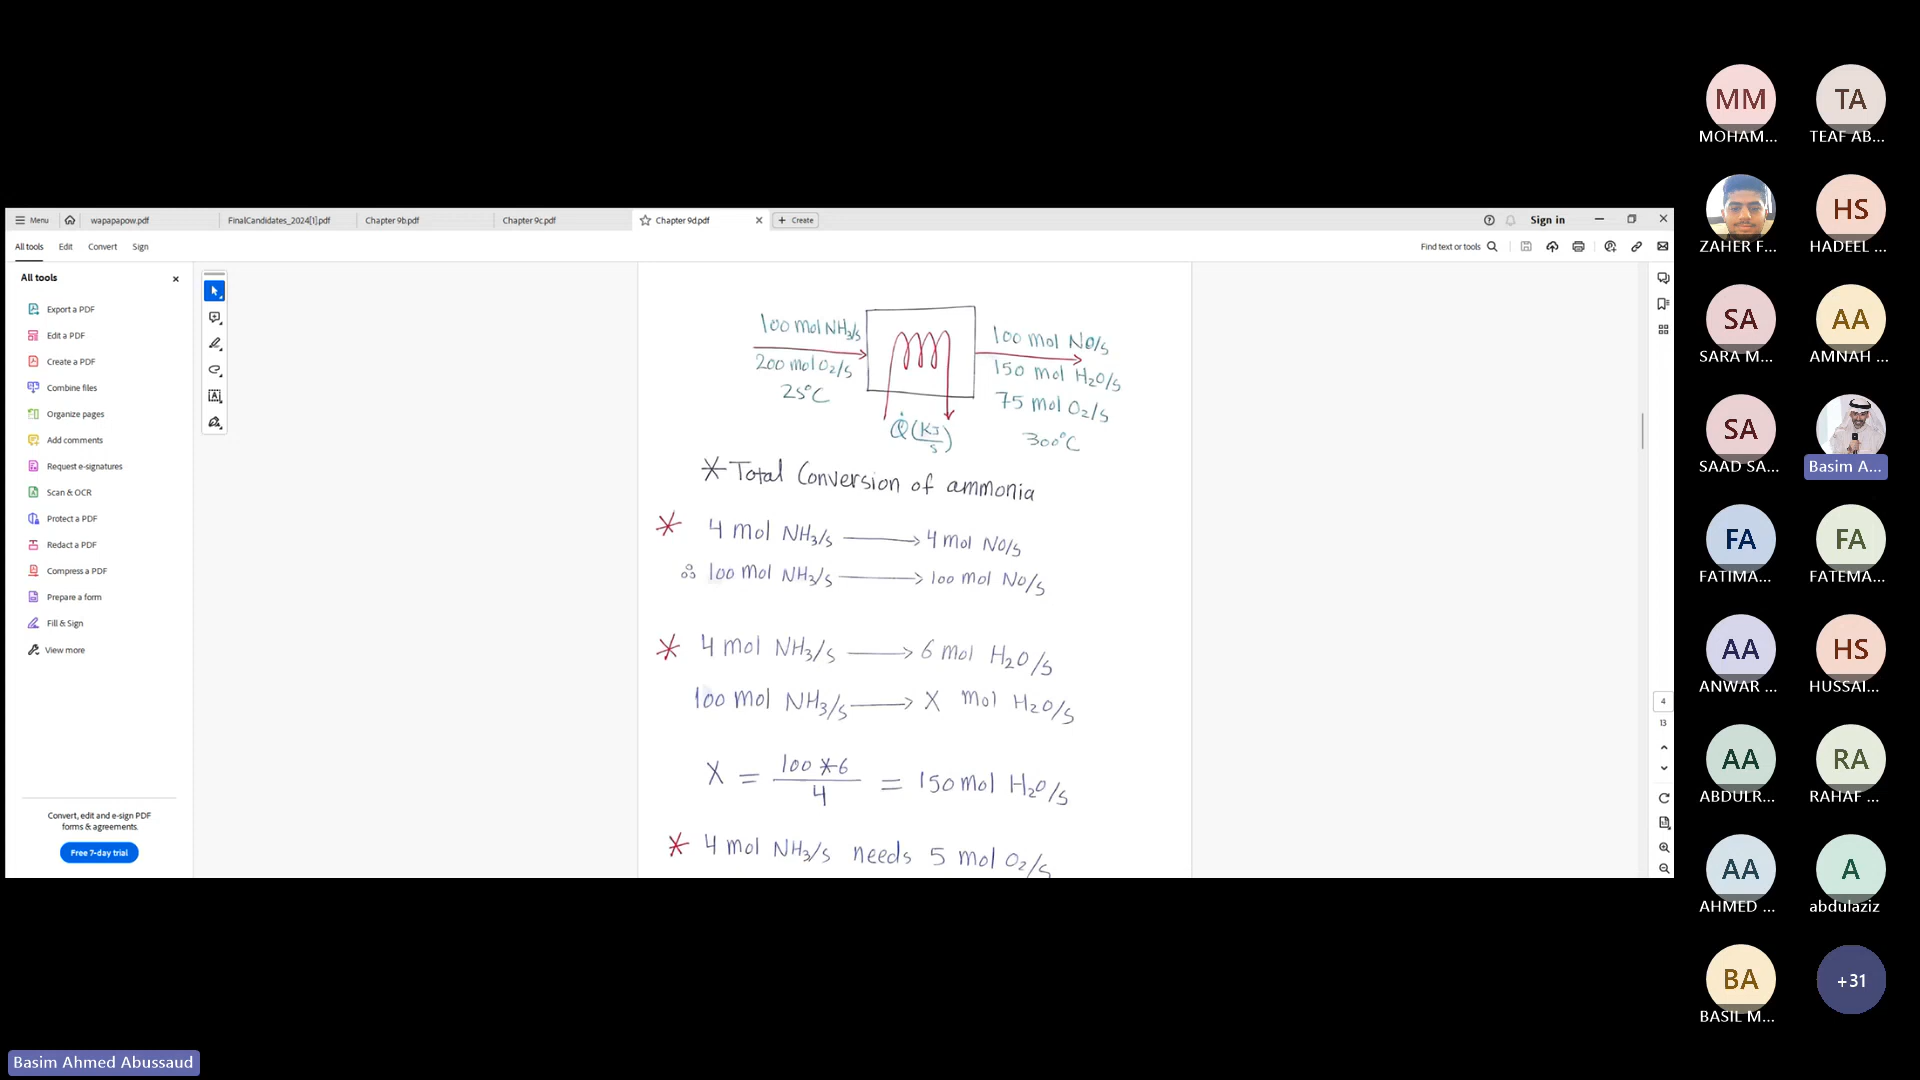 Menu
wapapapow.pdf
FinalCandidates_2024[1].pdf
Chapter 9b.pdf
Chapter 9c.pdf
Chapter 9d.pdf
Create
Sign in
All tools
Edit
Convert
Sign
Find text or tools
All tools
Export a PDF
Edit a PDF
Create a PDF
Combine files
Organize pages
Add comments
Request e-signatures
Scan & OCR
Protect a PDF
Redact a PDF
Compress a PDF
Prepare a form
Fill & Sign
View more
Convert, edit and e-sign PDF
forms & agreements.
Free 7-day trial
100 mol NH3/s
200 mol O2/s
25°C
Q̇ (KJ/s)
100 mol NO/s
150 mol H2O/s
75 mol O2/s
300°C
* Total Conversion of ammonia
* 4 mol NH3/s → 4 mol NO/s
∴ 100 mol NH3/s → 100 mol NO/s
* 4 mol NH3/s → 6 mol H2O/s
100 mol NH3/s → X mol H2O/s
X = 100 * 6 / 4 = 150 mol H2O/s
* 4 mol NH3/s needs 5 mol O2/s
4
13
MM
MOHAM...
TA
TEAF AB...
ZAHER F...
HS
HADEEL ...
SA
SARA M...
AA
AMNAH ...
SA
SAAD SA...
Basim A...
FA
FATIMA...
FA
FATEMA...
AA
ANWAR ...
HS
HUSSAI...
AA
ABDULR...
RA
RAHAF ...
AA
AHMED ...
A
abdulaziz
BA
BASIL M...
+31
Basim Ahmed Abussaud